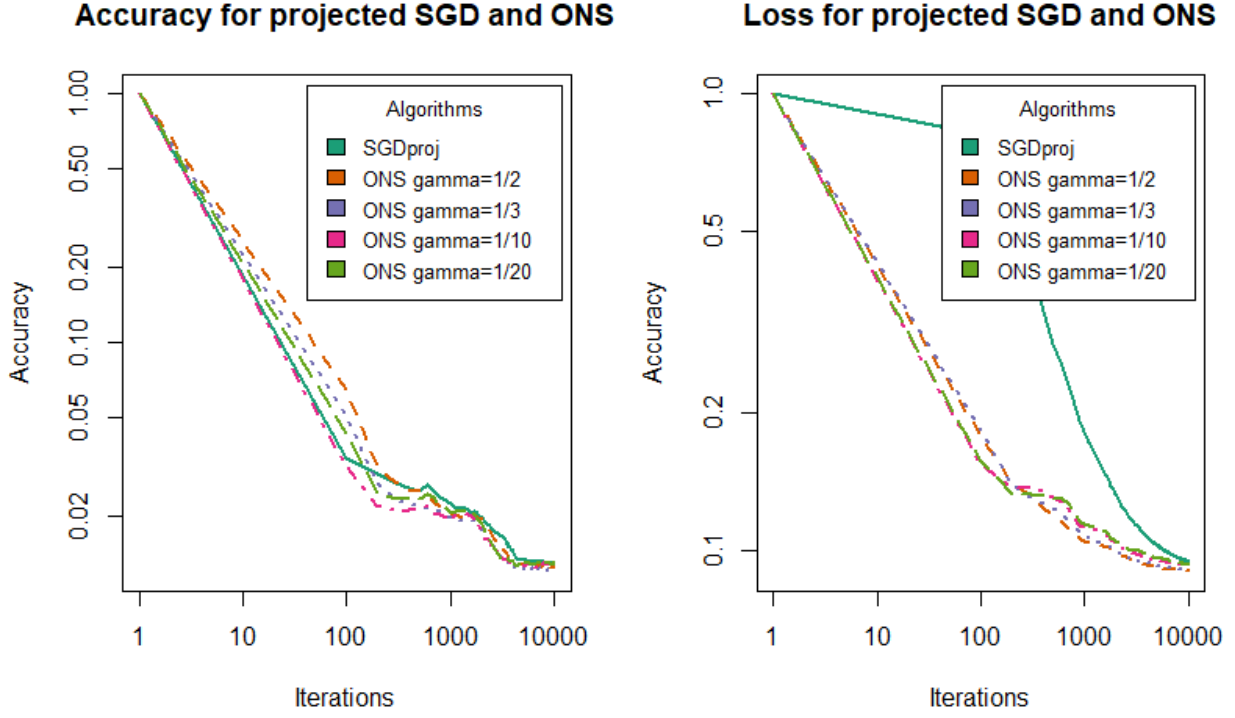 Accuracy for projected SGD and ONS
Accuracy
1.00
0.50
0.20
0.10
0.05
0.02
Algorithms
SGDproj
ONS gamma=1/2
ONS gamma=1/3
ONS gamma=1/10
ONS gamma=1/20
1 10 100 1000 10000
Iterations
Loss for projected SGD and ONS
Accuracy
1.0
0.5
0.2
0.1
Algorithms
SGDproj
ONS gamma=1/2
ONS gamma=1/3
ONS gamma=1/10
ONS gamma=1/20
1 10 100 1000 10000
Iterations